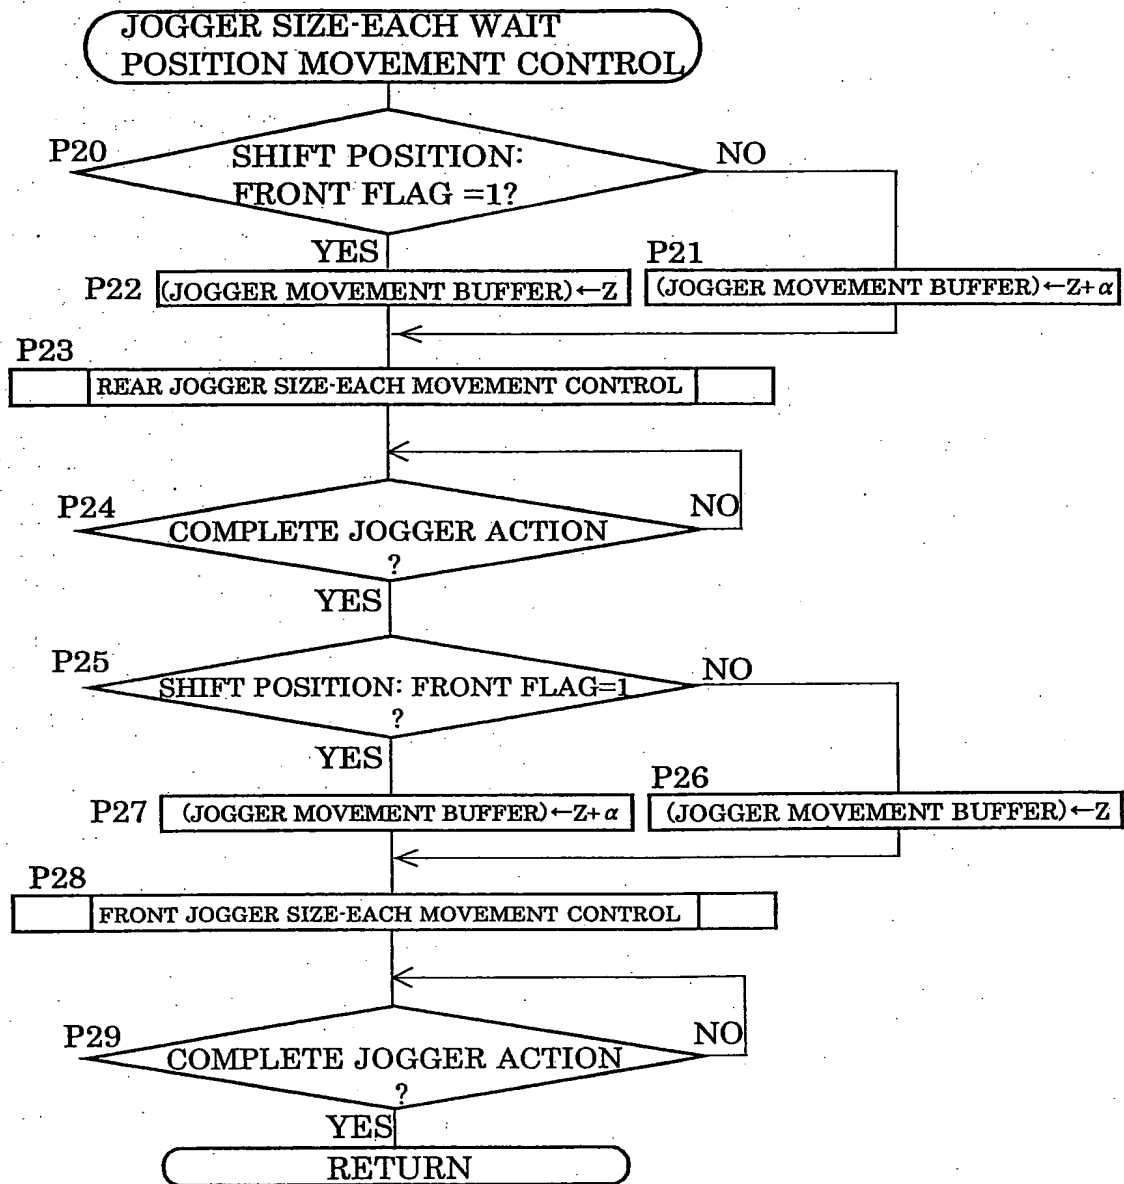 JOGGER SIZE-EACH WAIT
POSITION MOVEMENT CONTROL
P20
SHIFT POSITION:
FRONT FLAG =1?
NO
YES
P21
P22
(JOGGER MOVEMENT BUFFER)←Z
(JOGGER MOVEMENT BUFFER)←Z+α
P23
REAR JOGGER SIZE-EACH MOVEMENT CONTROL
P24
NO
COMPLETE JOGGER ACTION
?
YES
P25
NO
SHIFT POSITION: FRONT FLAG=1
?
YES
P26
P27
(JOGGER MOVEMENT BUFFER)←Z+α
(JOGGER MOVEMENT BUFFER)←Z
P28
FRONT JOGGER SIZE-EACH MOVEMENT CONTROL
P29
NO
COMPLETE JOGGER ACTION
?
YES
RETURN